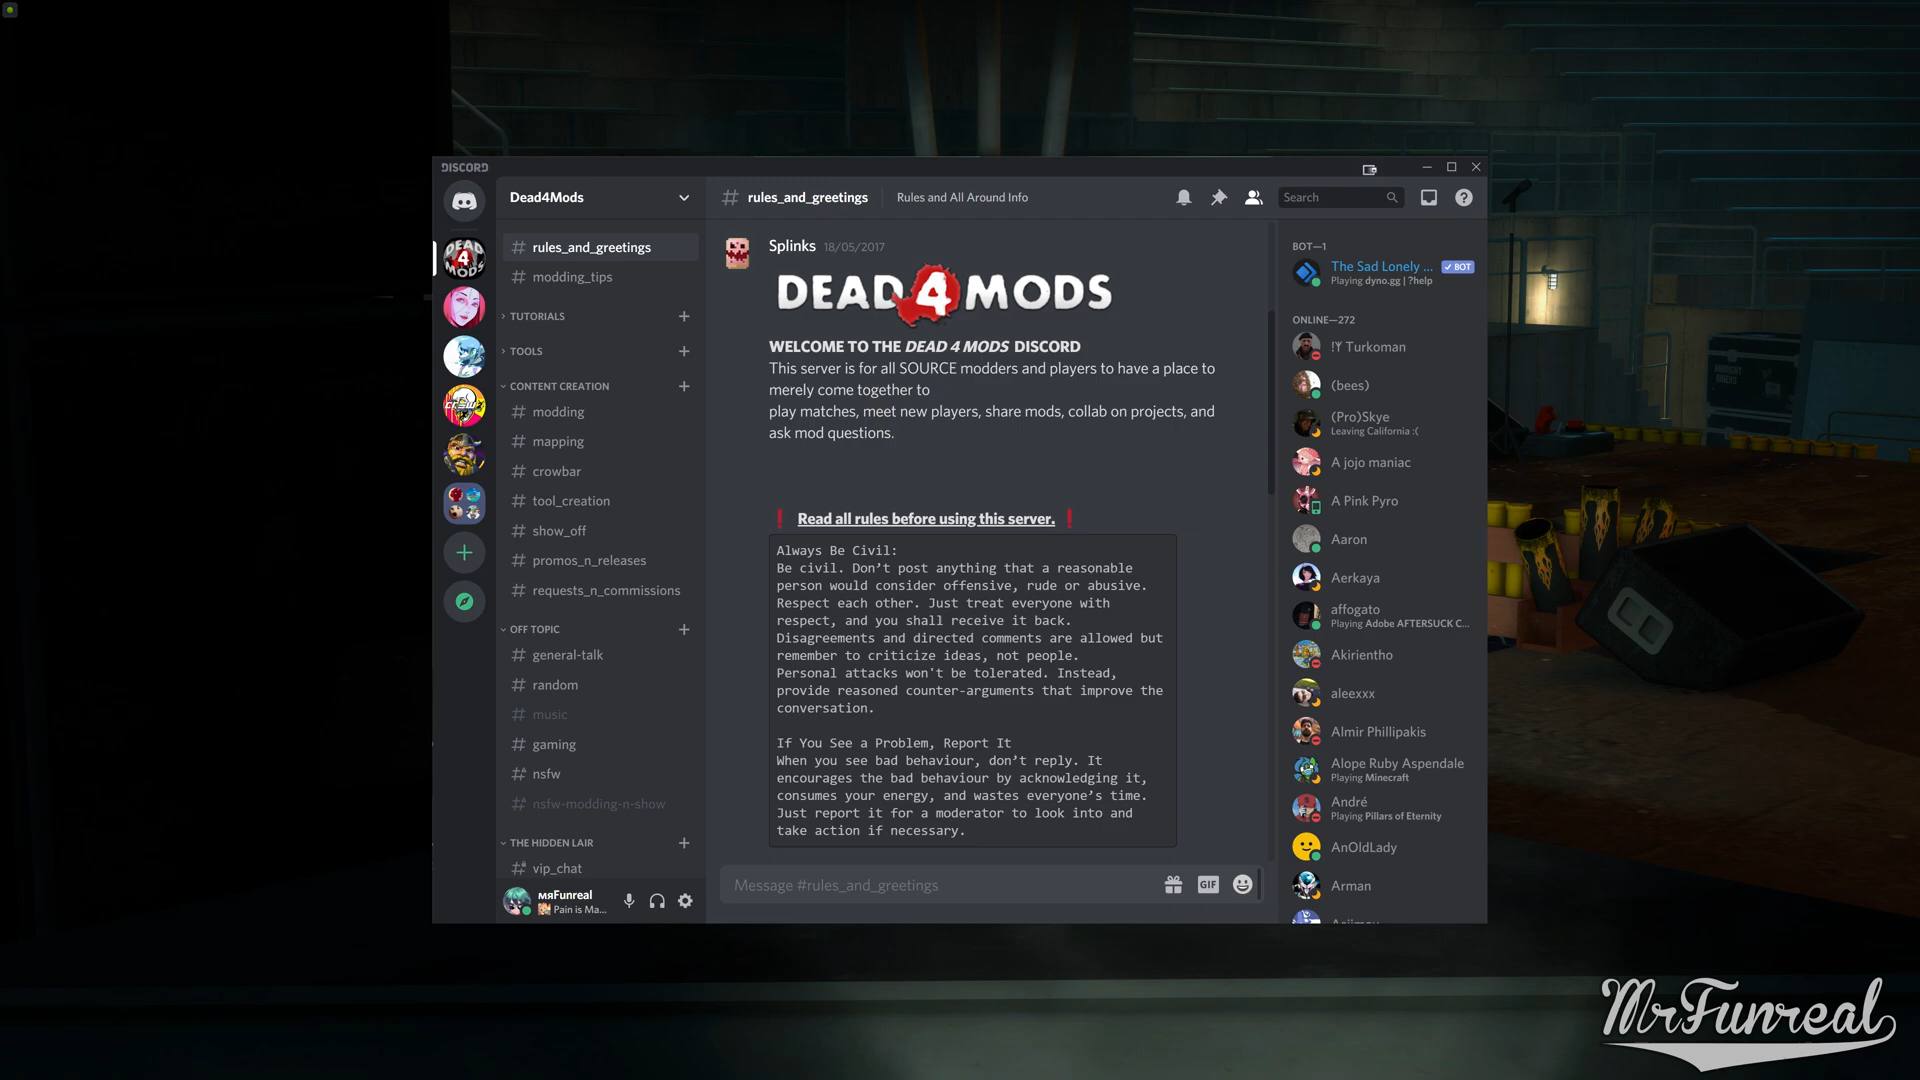 DISCORD
Dead4Mods
rules_and_greetings
Rules and All Around Info
Search
rules_and_greetings
modding_tips
TUTORIALS
TOOLS
CONTENT CREATION
modding
mapping
crowbar
tool_creation
show_off
promos_n_releases
requests_n_commissions
OFF TOPIC
general-talk
random
music
gaming
nsfw
nsfw-modding-n-show
THE HIDDEN LAIR
vip_chat
мяFunreal
Pain is Ma...
Splinks 18/05/2017
DEAD 4 MODS
WELCOME TO THE DEAD 4 MODS DISCORD
This server is for all SOURCE modders and players to have a place to
merely come together to
play matches, meet new players, share mods, collab on projects, and
ask mod questions.
❗ Read all rules before using this server. ❗
Always Be Civil:
Be civil. Don’t post anything that a reasonable
person would consider offensive, rude or abusive.
Respect each other. Just treat everyone with
respect, and you shall receive it back.
Disagreements and directed comments are allowed but
remember to criticize ideas, not people.
Personal attacks won't be tolerated. Instead,
provide reasoned counter-arguments that improve the
conversation.
If You See a Problem, Report It
When you see bad behaviour, don’t reply. It
encourages the bad behaviour by acknowledging it,
consumes your energy, and wastes everyone’s time.
Just report it for a moderator to look into and
take action if necessary.
Message #rules_and_greetings
GIF
BOT—1
The Sad Lonely ... BOT
Playing dyno.gg | ?help
ONLINE—272
Turkoman
(bees)
(Pro)Skye
Leaving California :(
A jojo maniac
A Pink Pyro
Aaron
Aerkaya
affogato
Playing Adobe AFTERSUCK C...
Akirientho
aleexxx
Almir Phillipakis
Alope Ruby Aspendale
Playing Minecraft
André
Playing Pillars of Eternity
AnOldLady
Arman
MrFunreal